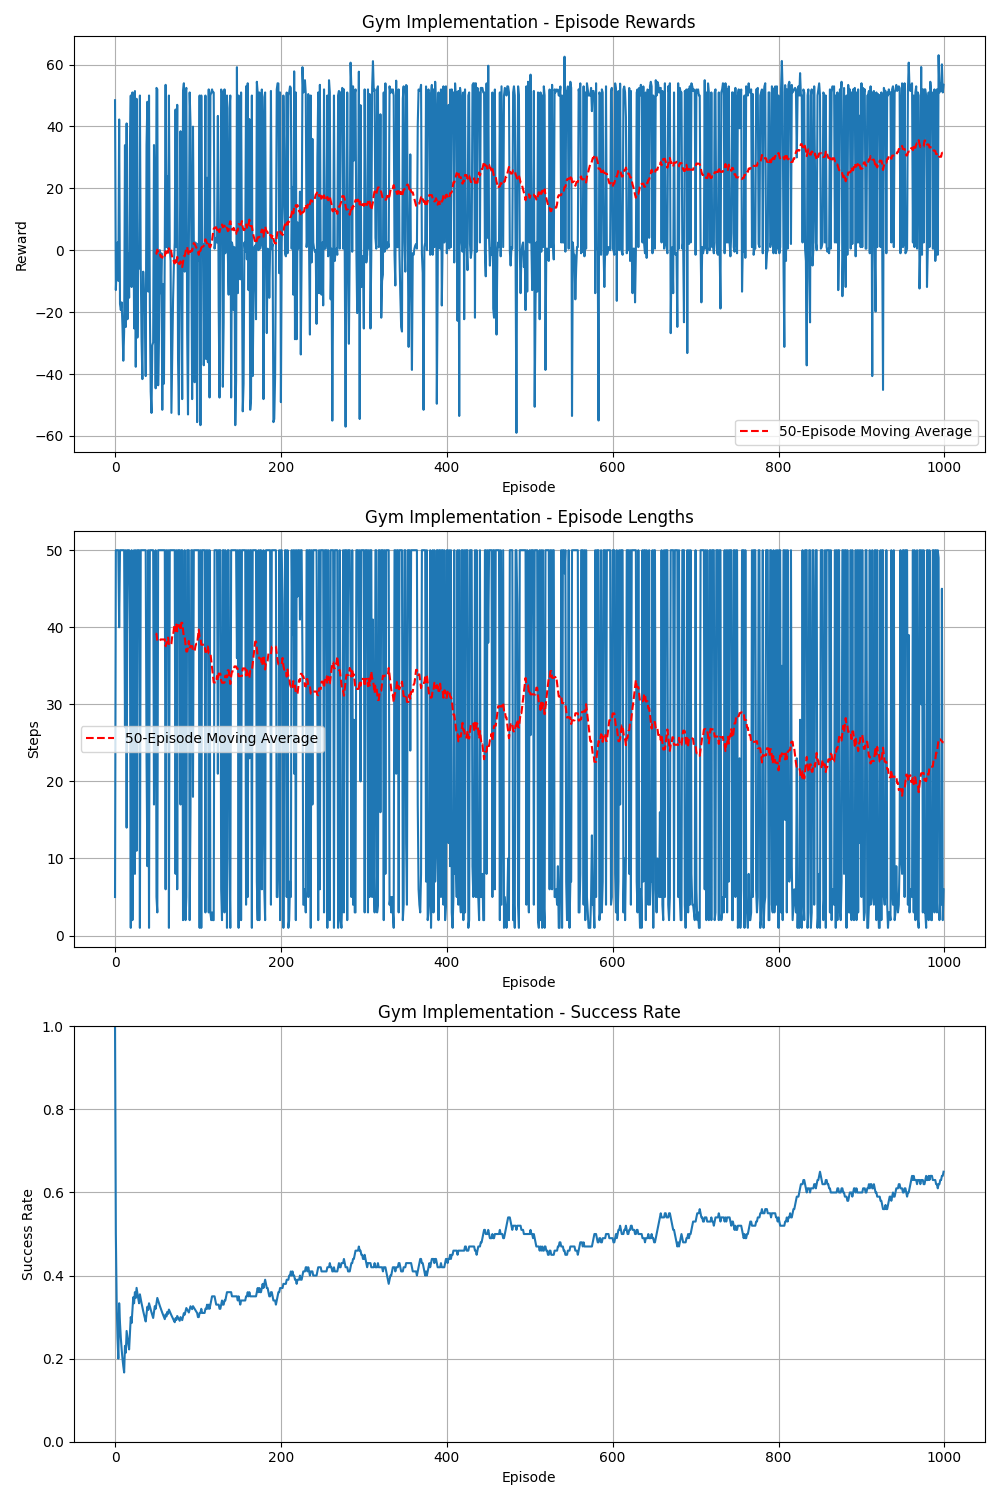 Gym Implementation - Episode Rewards
60
40
20
0
−20
−40
−60
Reward
50-Episode Moving Average
0 200 400 600 800 1000
Episode
Gym Implementation - Episode Lengths
50
40
30
20
10
0
Steps
50-Episode Moving Average
0 200 400 600 800 1000
Episode
Gym Implementation - Success Rate
1.0
0.8
0.6
0.4
0.2
0.0
Success Rate
0 200 400 600 800 1000
Episode